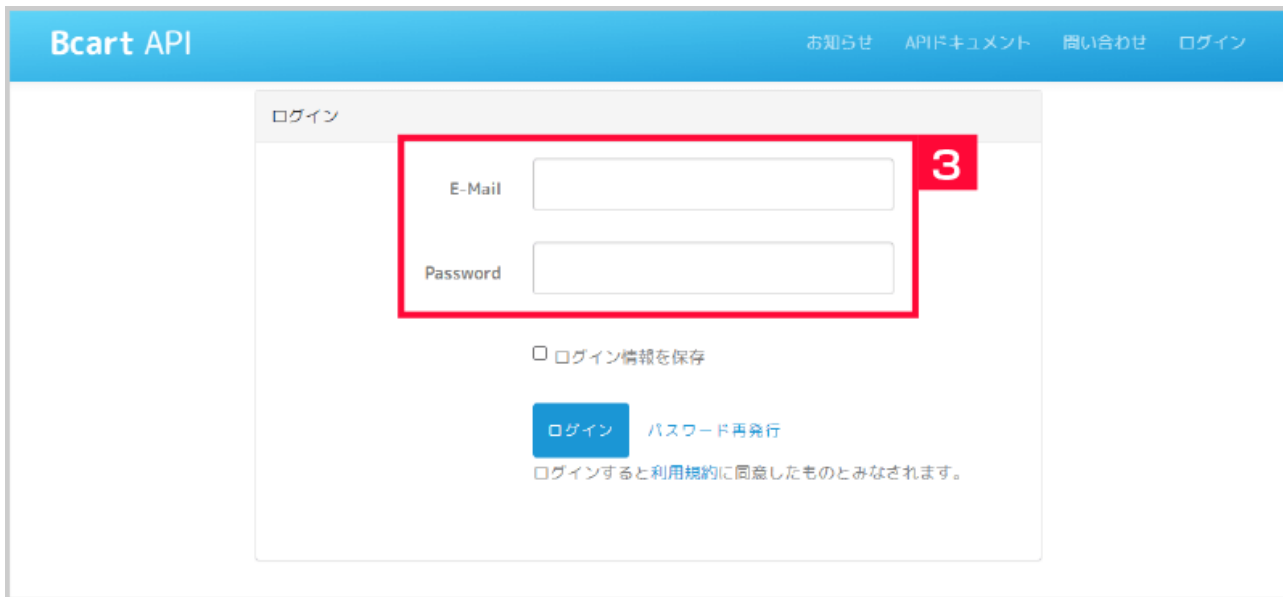 Bcart API
お知らせ APIドキュメント 問い合わせ ログイン
ログイン
3
E-Mail
Password
ログイン情報を保存
ログイン パスワード再発行
ログインすると利用規約に同意したものとみなされます。